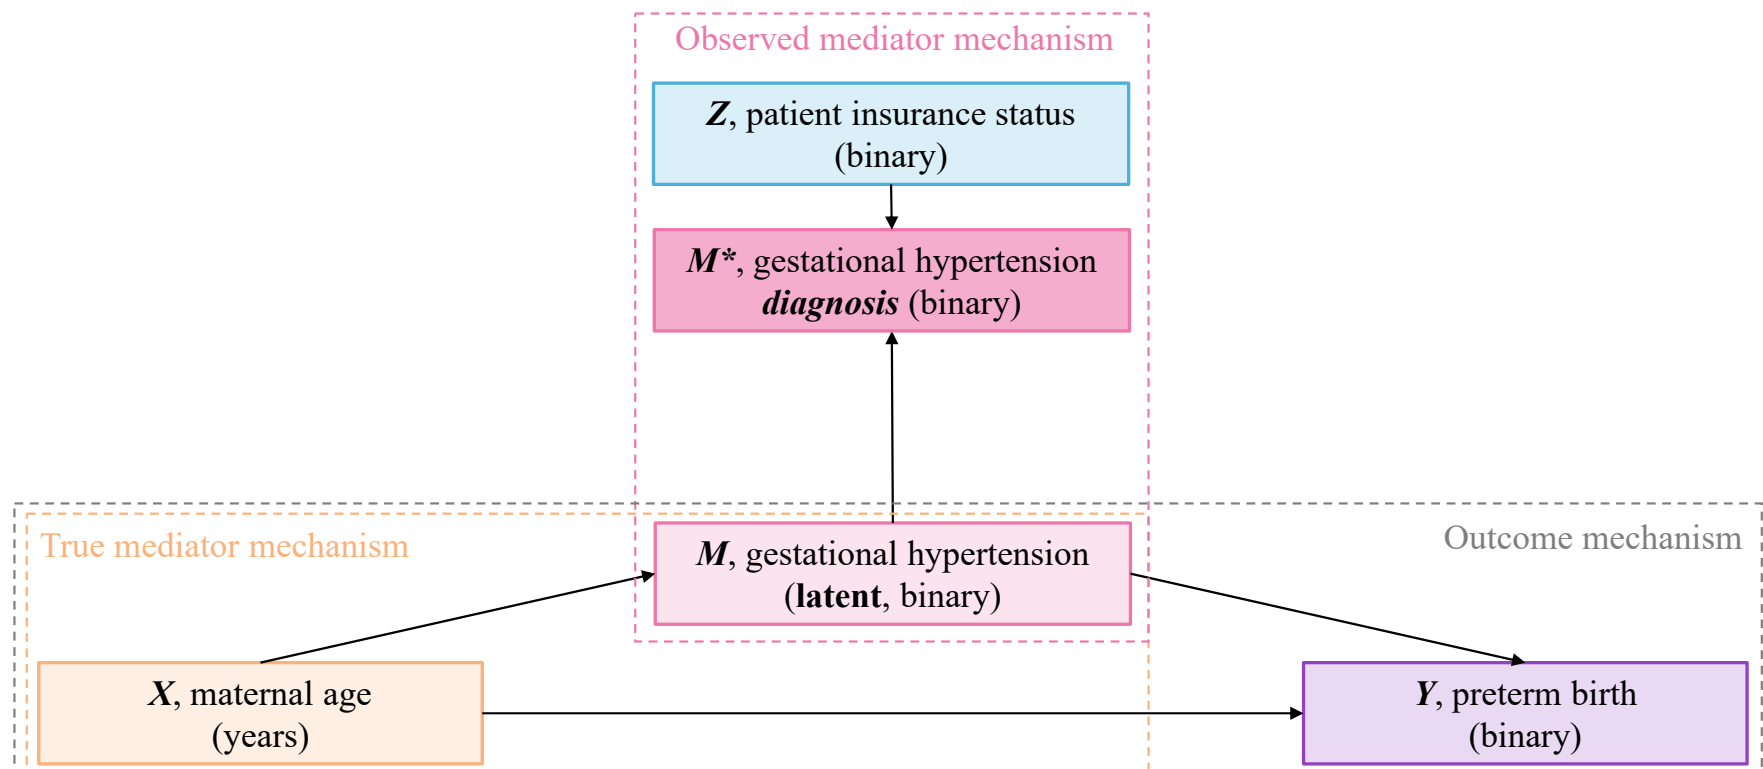 Observed mediator mechanism
Z, patient insurance status
(binary)
M*, gestational hypertension
diagnosis (binary)
True mediator mechanism
Outcome mechanism
M, gestational hypertension
(latent, binary)
X, maternal age
(years)
Y, preterm birth
(binary)